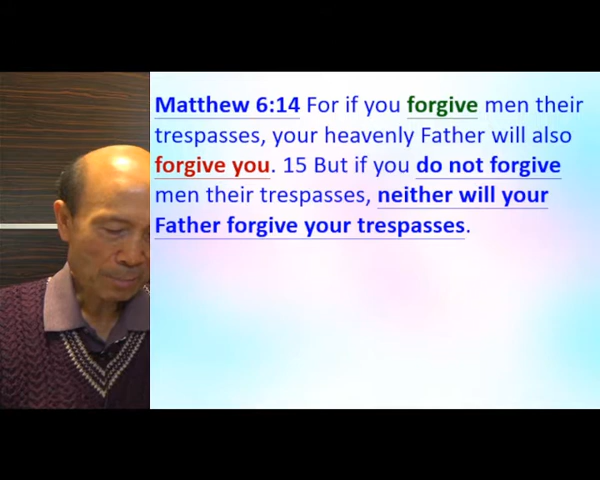 Matthew 6:14 For if you forgive men their
trespasses, your heavenly Father will also
forgive you. 15 But if you do not forgive
men their trespasses, neither will your
Father forgive your trespasses.